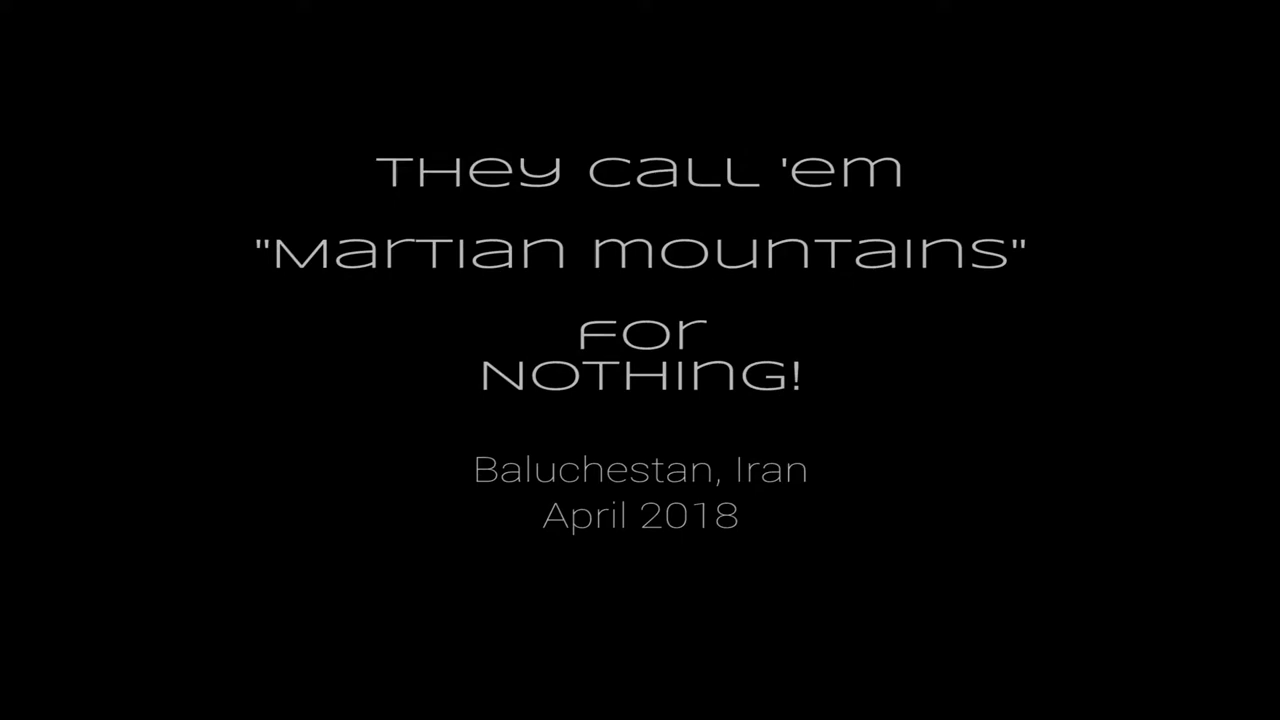 They call 'em
"Martian mountains"
for
Nothing!
Baluchestan, Iran
April 2018